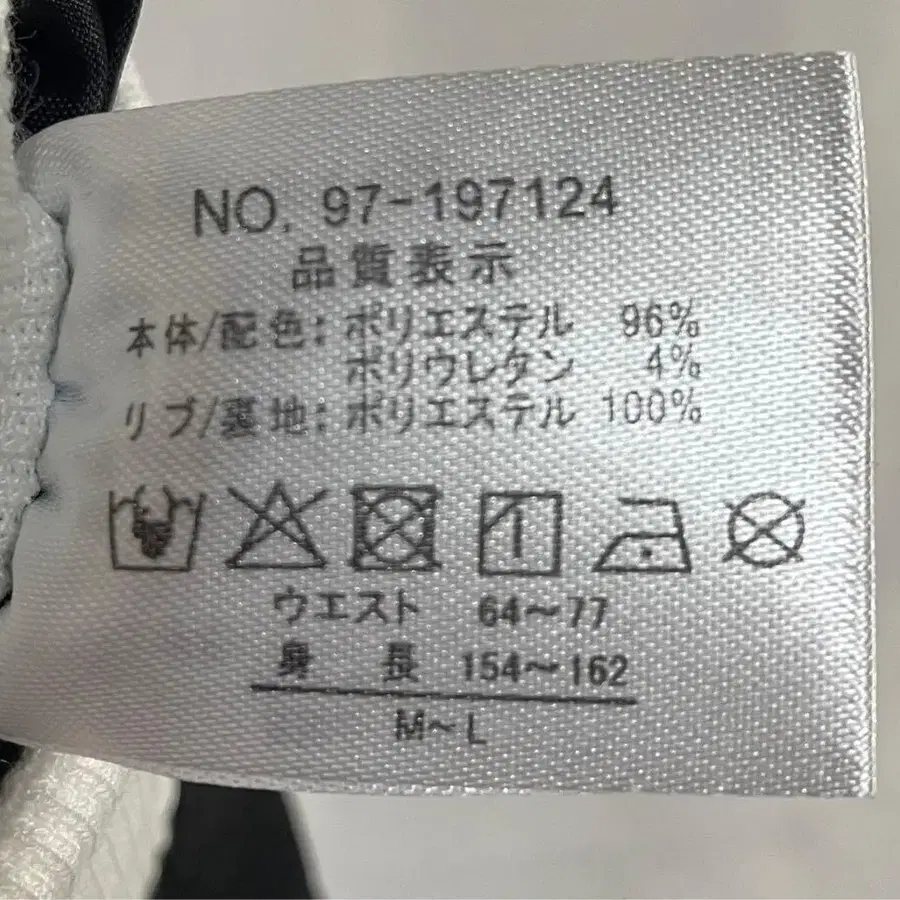 NO. 97-197124
品質表示
本体/配色:ポリエステル 96%
ポリウレタン 4%
リブ/裏地:ポリエステル 100%
ウエスト 64～77
身 長 154～162
M～L